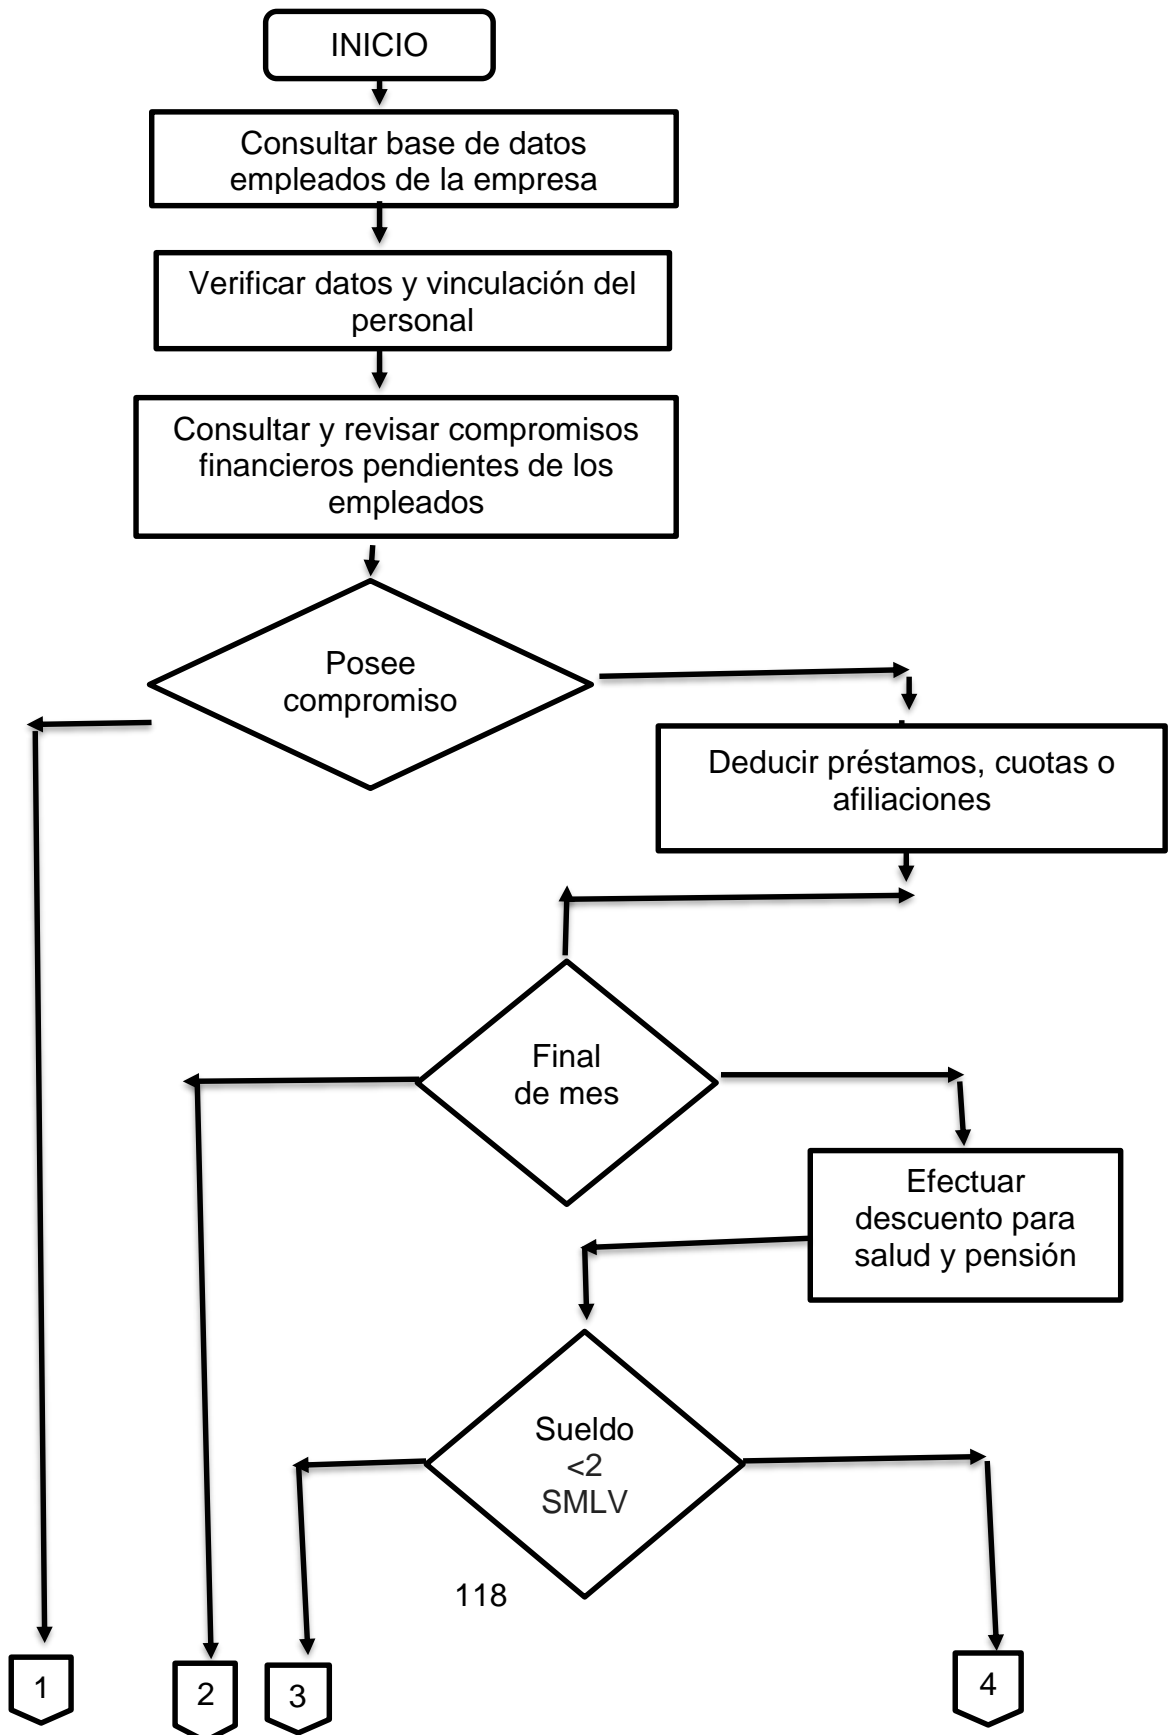 INICIO
Consultar base de datos
empleados de la empresa
Verificar datos y vinculación del
personal
Consultar y revisar compromisos
financieros pendientes de los
empleados
Posee
compromiso
Deducir préstamos, cuotas o
afiliaciones
Final
de mes
Efectuar
descuento para
salud y pensión
Sueldo
<2
SMLV
118
1
2
3
4